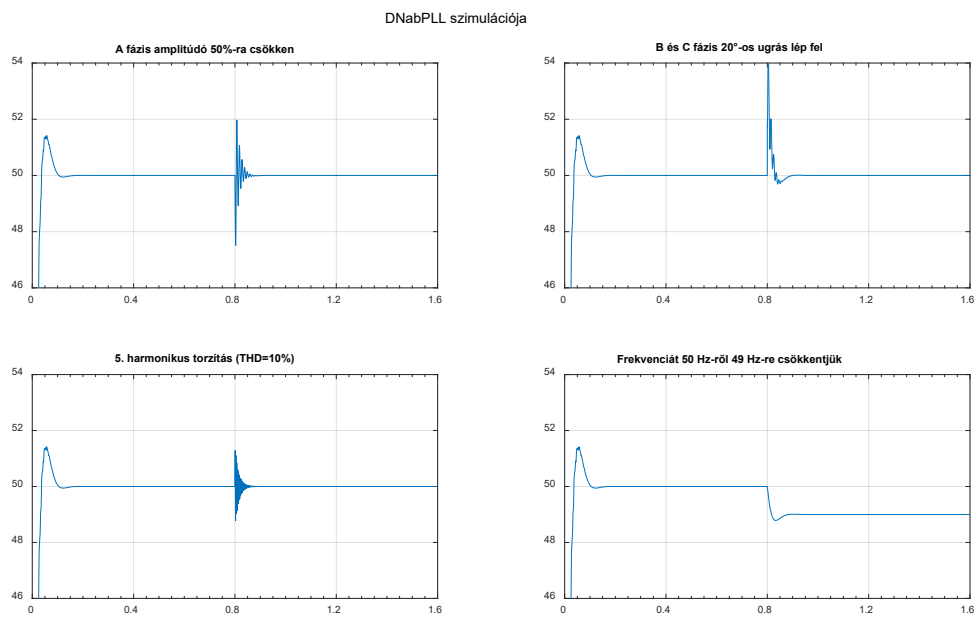 DNabPLL szimulációja
A fázis amplitúdó 50%-ra csökken
54
52
50
48
46
0 0.4 0.8 1.2 1.6
B és C fázis 20°-os ugrás lép fel
54
52
50
48
46
0 0.4 0.8 1.2 1.6
5. harmonikus torzítás (THD=10%)
54
52
50
48
46
0 0.4 0.8 1.2 1.6
Frekvenciát 50 Hz-ről 49 Hz-re csökkentjük
54
52
50
48
46
0 0.4 0.8 1.2 1.6